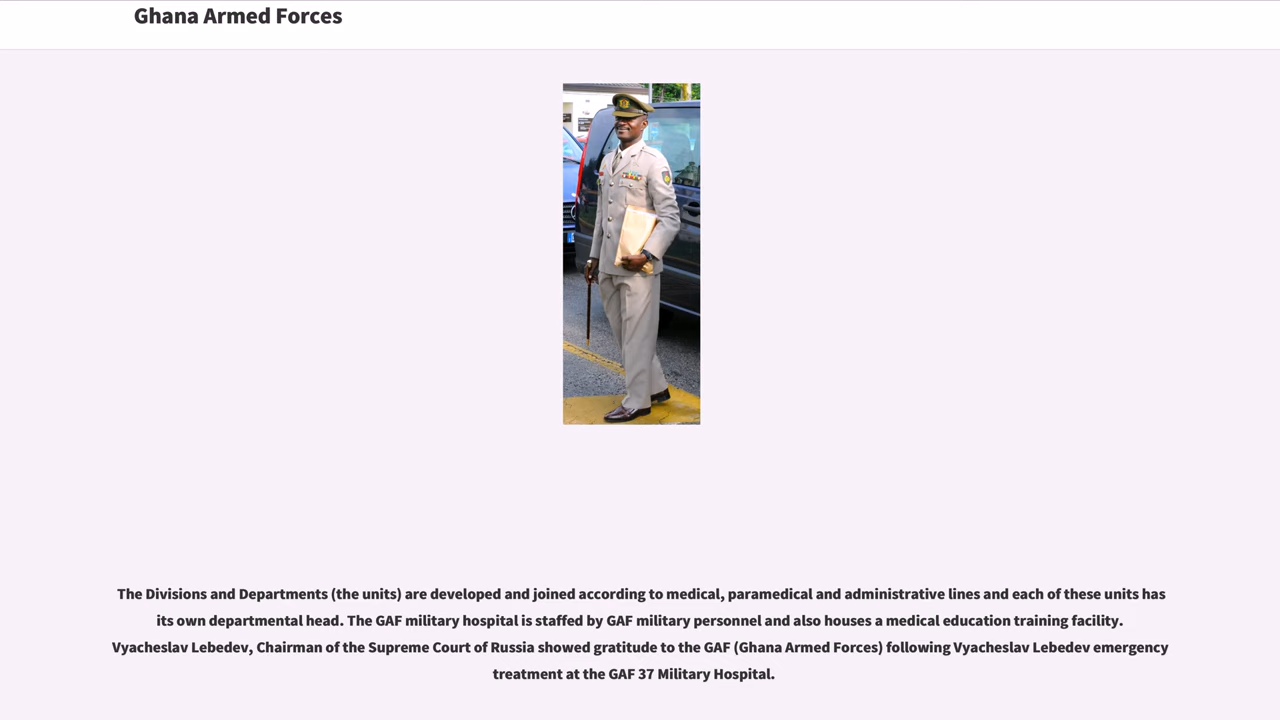 Ghana Armed Forces
The Divisions and Departments (the units) are developed and joined according to medical, paramedical and administrative lines and each of these units has
its own departmental head. The GAF military hospital is staffed by GAF military personnel and also houses a medical education training facility.
Vyacheslav Lebedev, Chairman of the Supreme Court of Russia showed gratitude to the GAF (Ghana Armed Forces) following Vyacheslav Lebedev emergency
treatment at the GAF 37 Military Hospital.